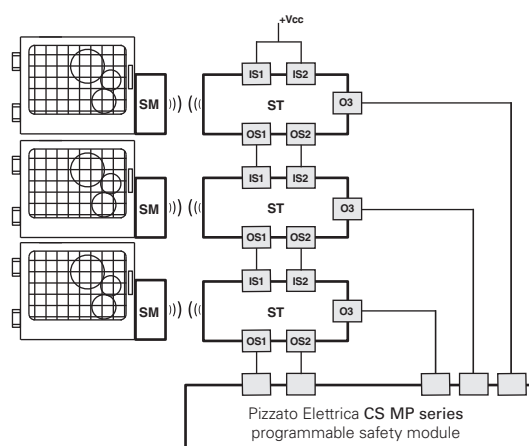 +Vcc
IS1 IS2
SM ST O3
OS1 OS2
IS1 IS2
SM ST O3
OS1 OS2
IS1 IS2
SM ST O3
OS1 OS2
Pizzato Elettrica CS MP series
programmable safety module